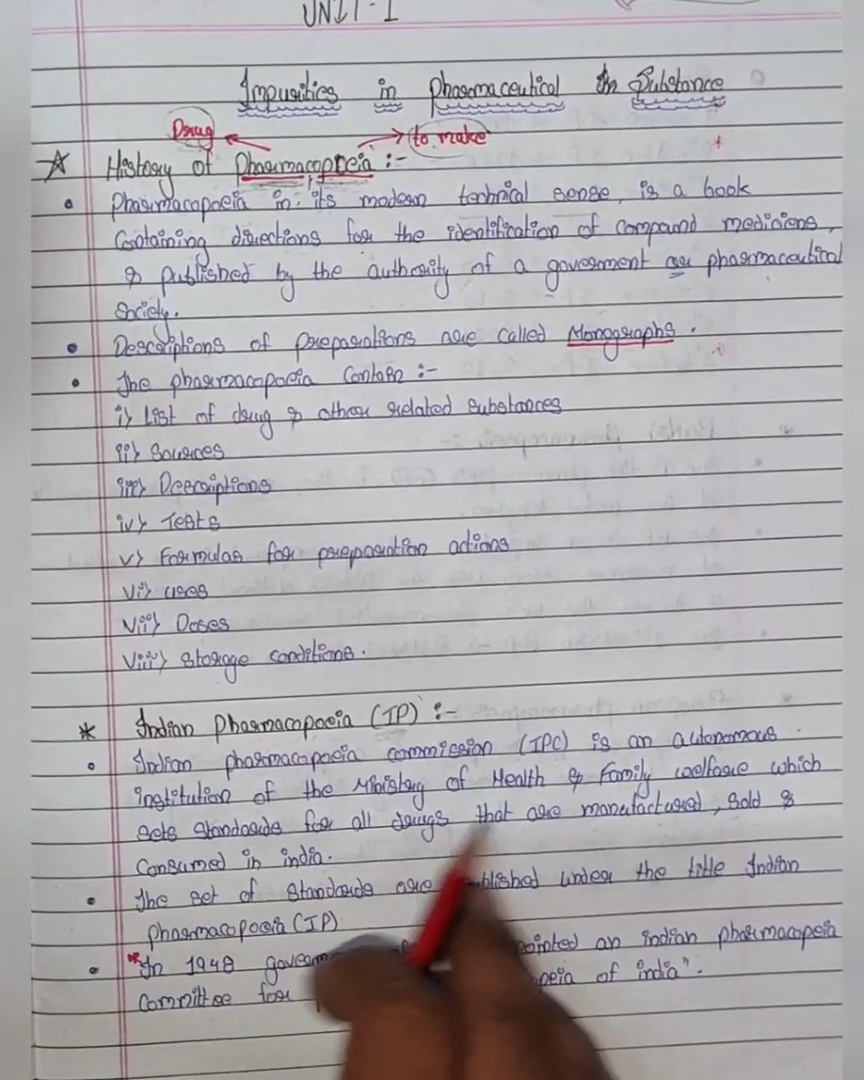 UNIT - I
Impurities in pharmaceutical Substance
Drug to make
History of Pharmacopoeia :-
Pharmacopoeia in its modern technical sense, is a book
Containing directions for the identification of compound mediciens,
& published by the authority of a goverment or pharmaceutical
Society.
Descriptions of preparations are called Monographs.
The pharmacopoeia contain :-
i) List of drug & other related substances
ii) Sources
iii) Descriptions
iv) Tests
v) Formulas for preparation actions
vi) uses
vii) Doses
viii) Storage conditions.
* Indian Pharmacopoeia (IP) :-
Indian pharmacopoeia commission (IPC) is an autonomous
institution of the Ministry of Health & Family welfare which
sets standards for all drugs that are manufactured, sold &
Consumed in india.
The set of standards are under the title Indian
pharmacopoeia (IP)
In 1948 an indian pharmacopeia
Committee for of india".